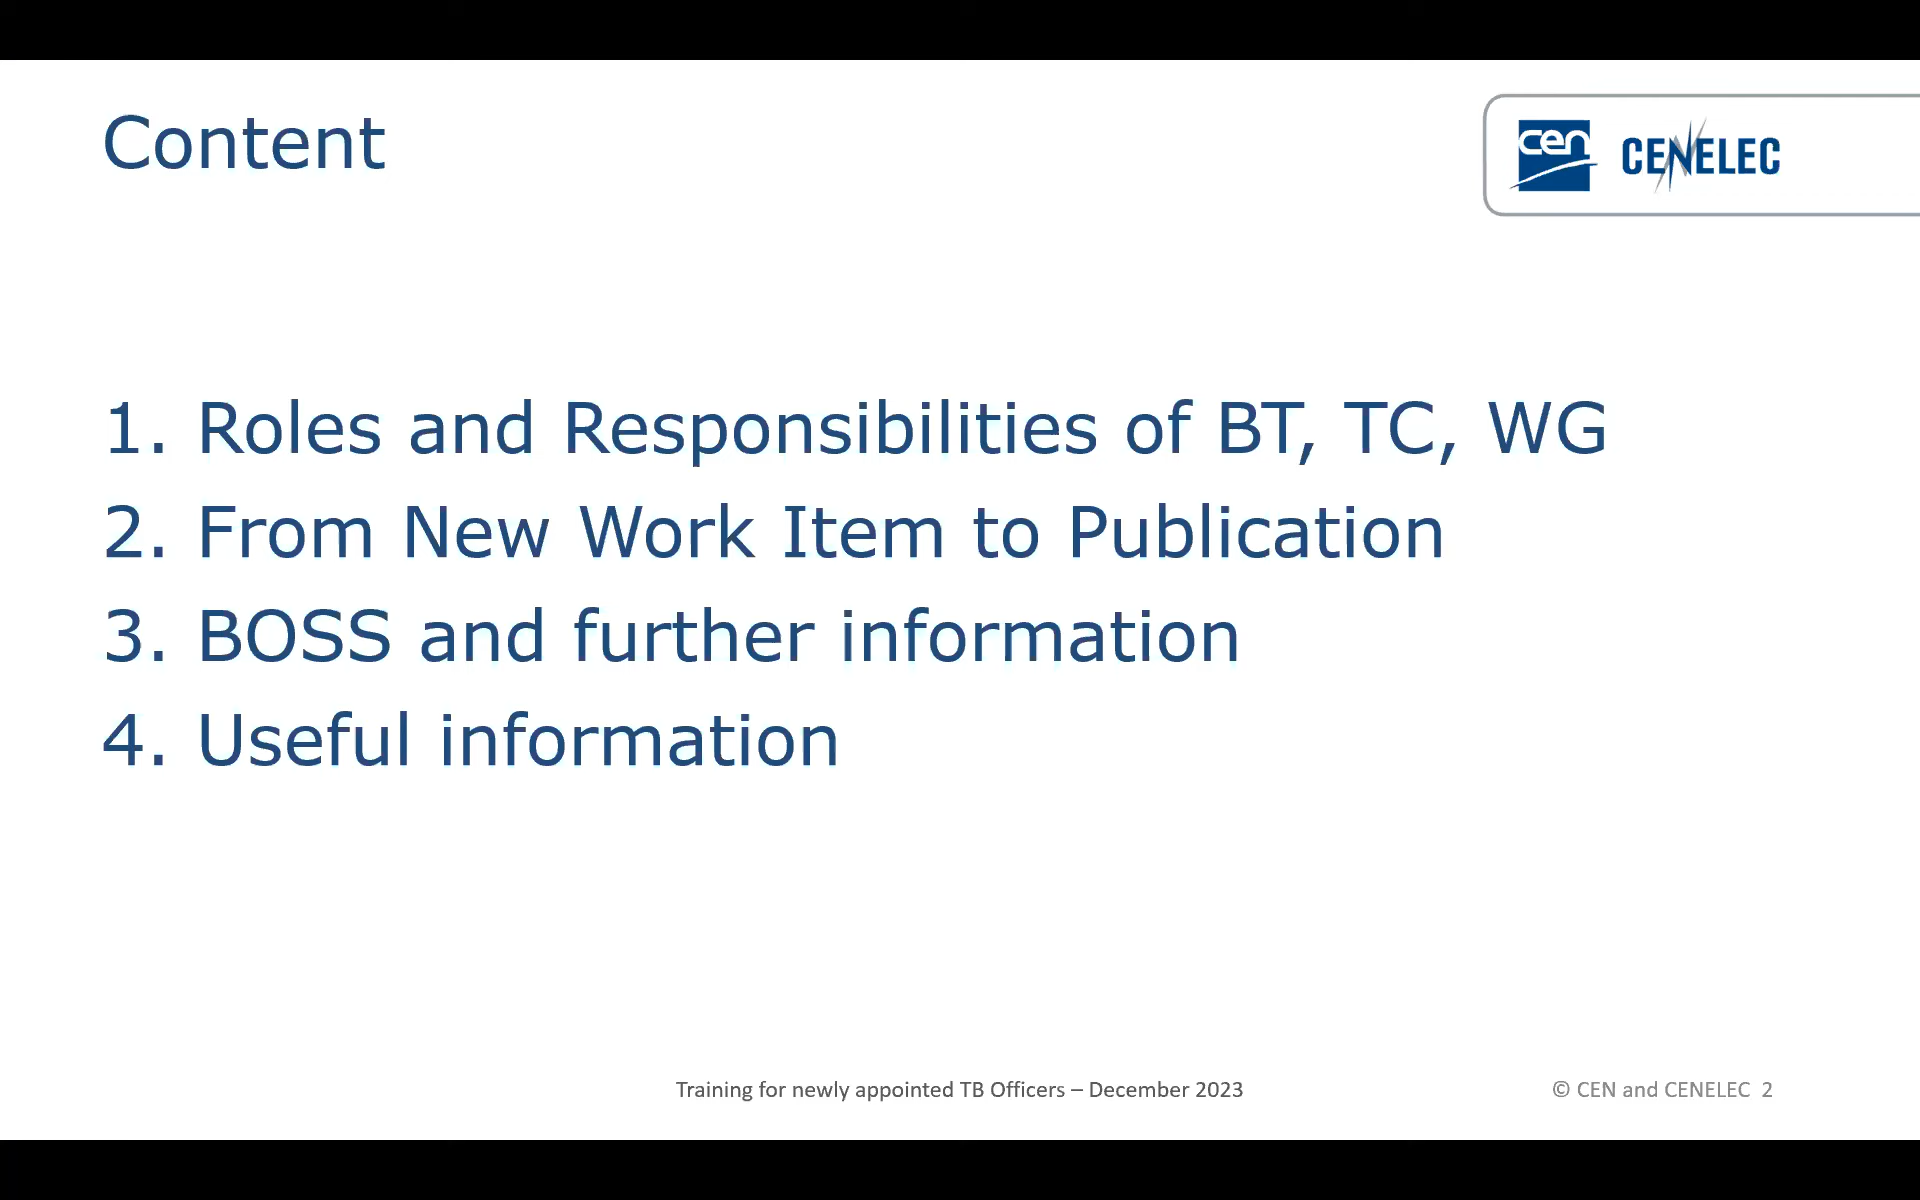 Content
cen
CENELEC
1. Roles and Responsibilities of BT, TC, WG
2. From New Work Item to Publication
3. BOSS and further information
4. Useful information
Training for newly appointed TB Officers – December 2023
© CEN and CENELEC 2